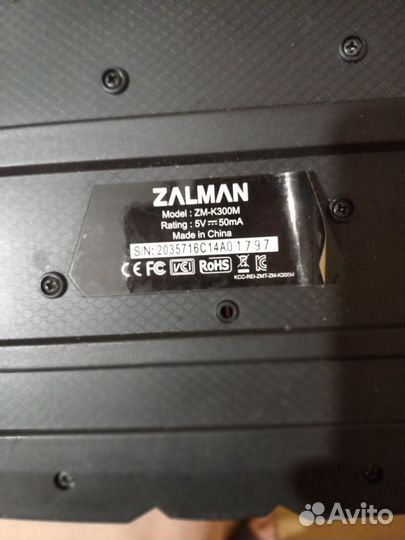 ZALMAN
Model : ZM-K300M
Rating : 5V ⎓ 50mA
Made in China
S/N: 2035716C14A01797
CE FC VCI RoHS
KCC-REI-ZMT-ZM-K300M
Avito